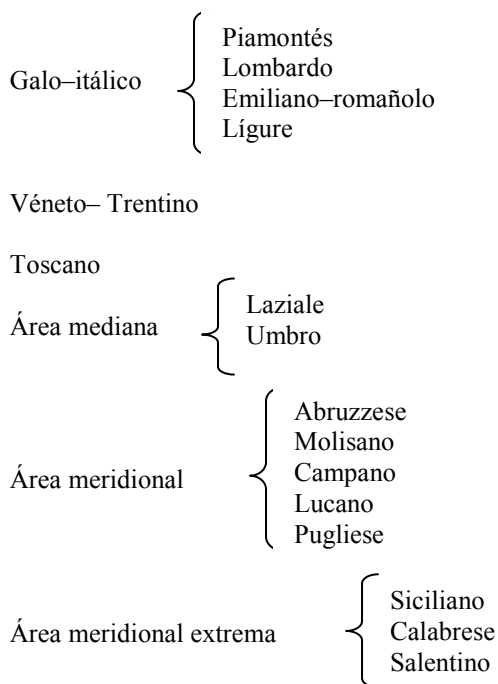 Galo–itálico
Piamontés
Lombardo
Emiliano–romañolo
Lígure
Véneto– Trentino
Toscano
Área mediana
Laziale
Umbro
Área meridional
Abruzzese
Molisano
Campano
Lucano
Pugliese
Área meridional extrema
Siciliano
Calabrese
Salentino